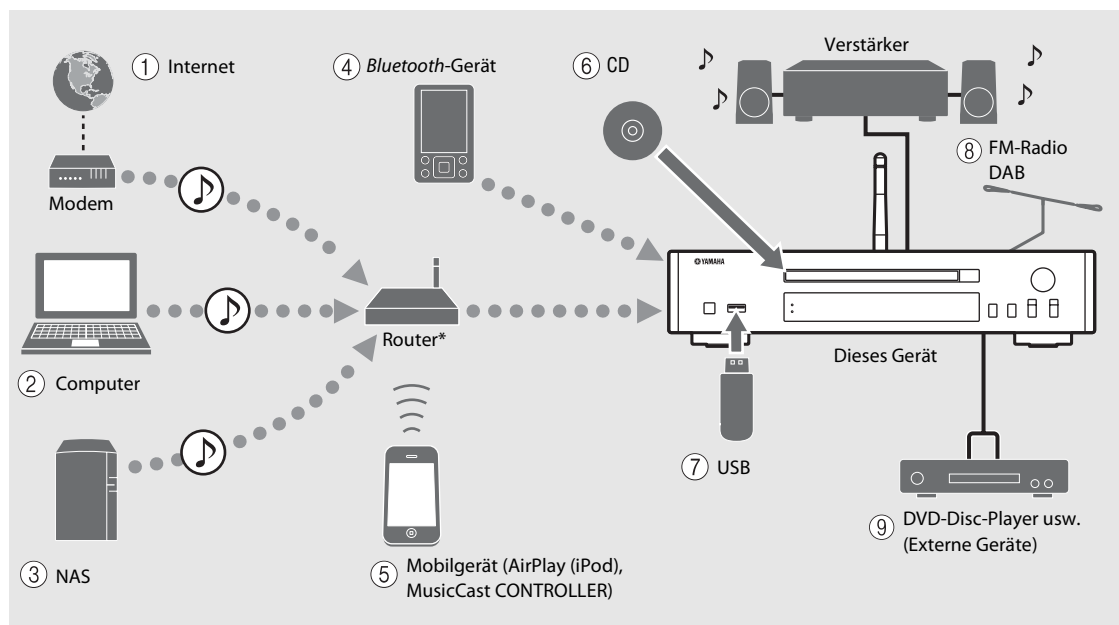 ① Internet
④ Bluetooth-Gerät
⑥ CD
Verstärker
⑧ FM-Radio
DAB
Modem
YAMAHA
Router*
Dieses Gerät
② Computer
⑦ USB
③ NAS
⑤ Mobilgerät (AirPlay (iPod),
MusicCast CONTROLLER)
⑨ DVD-Disc-Player usw.
(Externe Geräte)